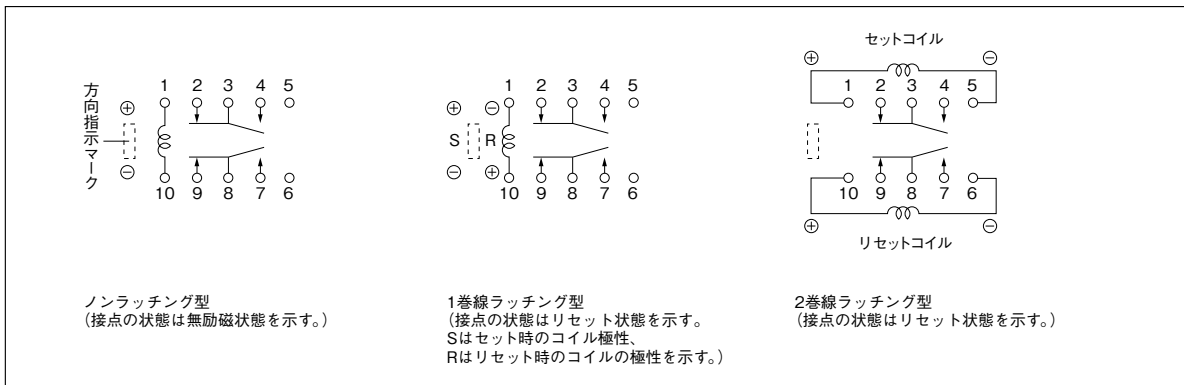 方向指示マーク
⊕
⊖
1 2 3 4 5
10 9 8 7 6
ノンラッチング型
(接点の状態は無励磁状態を示す。)
⊕ ⊖
S R
⊖ ⊕
1 2 3 4 5
10 9 8 7 6
1巻線ラッチング型
(接点の状態はリセット状態を示す。
Sはセット時のコイル極性、
Rはリセット時のコイルの極性を示す。)
セットコイル
⊕ ⊖
1 2 3 4 5
10 9 8 7 6
⊕ ⊖
リセットコイル
2巻線ラッチング型
(接点の状態はリセット状態を示す。)